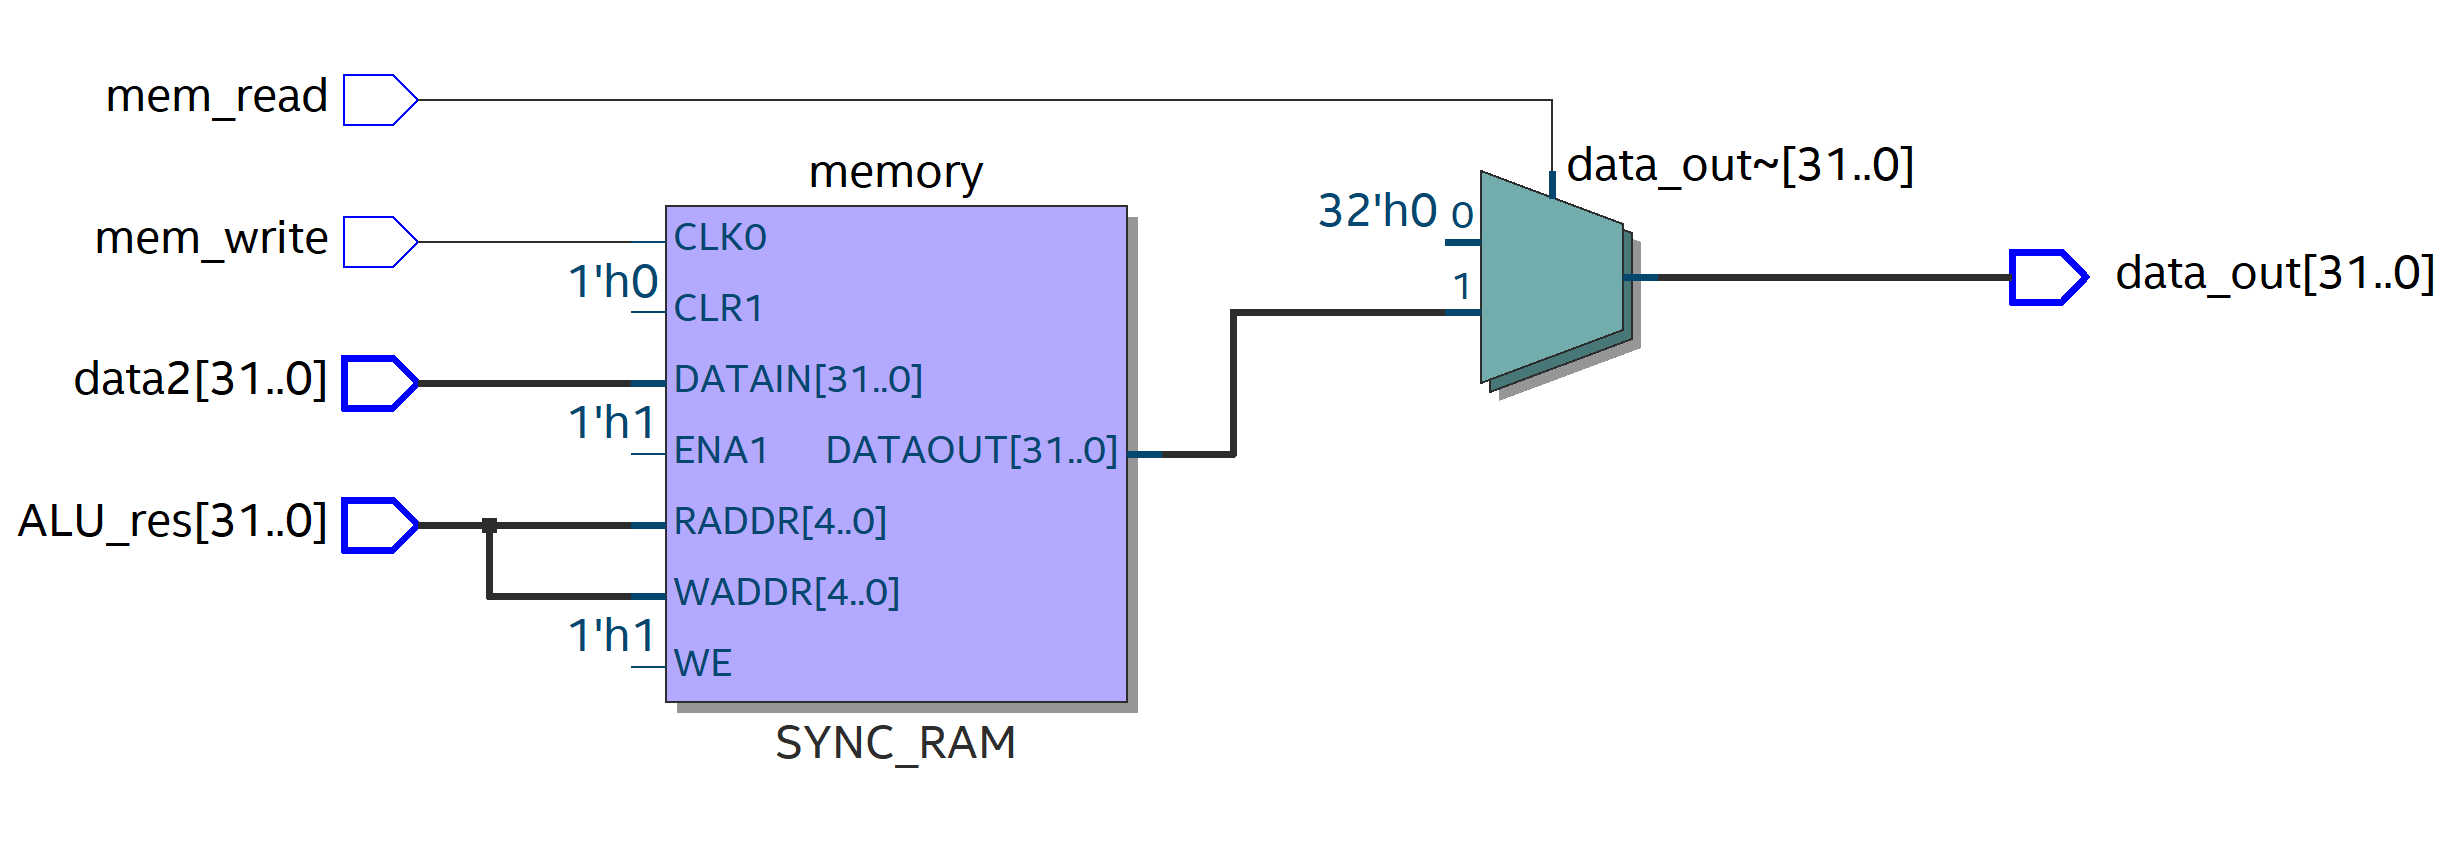 mem_read
mem_write
data2[31..0]
ALU_res[31..0]
memory
CLK0
1'h0
CLR1
DATAIN[31..0]
1'h1
ENA1 DATAOUT[31..0]
RADDR[4..0]
WADDR[4..0]
1'h1
WE
SYNC_RAM
data_out~[31..0]
32'h0 0
1
data_out[31..0]